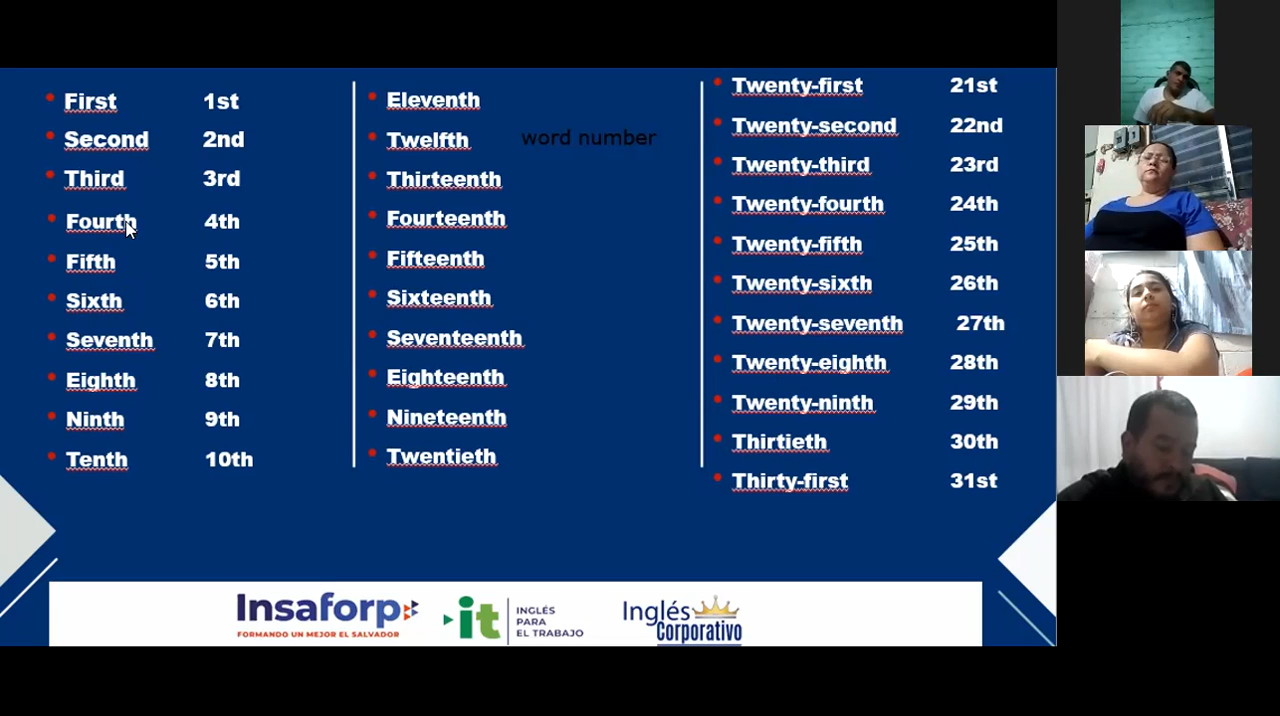 First 1st
Second 2nd
Third 3rd
Fourth 4th
Fifth 5th
Sixth 6th
Seventh 7th
Eighth 8th
Ninth 9th
Tenth 10th
Eleventh
Twelfth word number
Thirteenth
Fourteenth
Fifteenth
Sixteenth
Seventeenth
Eighteenth
Nineteenth
Twentieth
Twenty-first 21st
Twenty-second 22nd
Twenty-third 23rd
Twenty-fourth 24th
Twenty-fifth 25th
Twenty-sixth 26th
Twenty-seventh 27th
Twenty-eighth 28th
Twenty-ninth 29th
Thirtieth 30th
Thirty-first 31st
Insaforp
FORMANDO UN MEJOR EL SALVADOR
it
INGLÉS
PARA
EL TRABAJO
Inglés
Corporativo